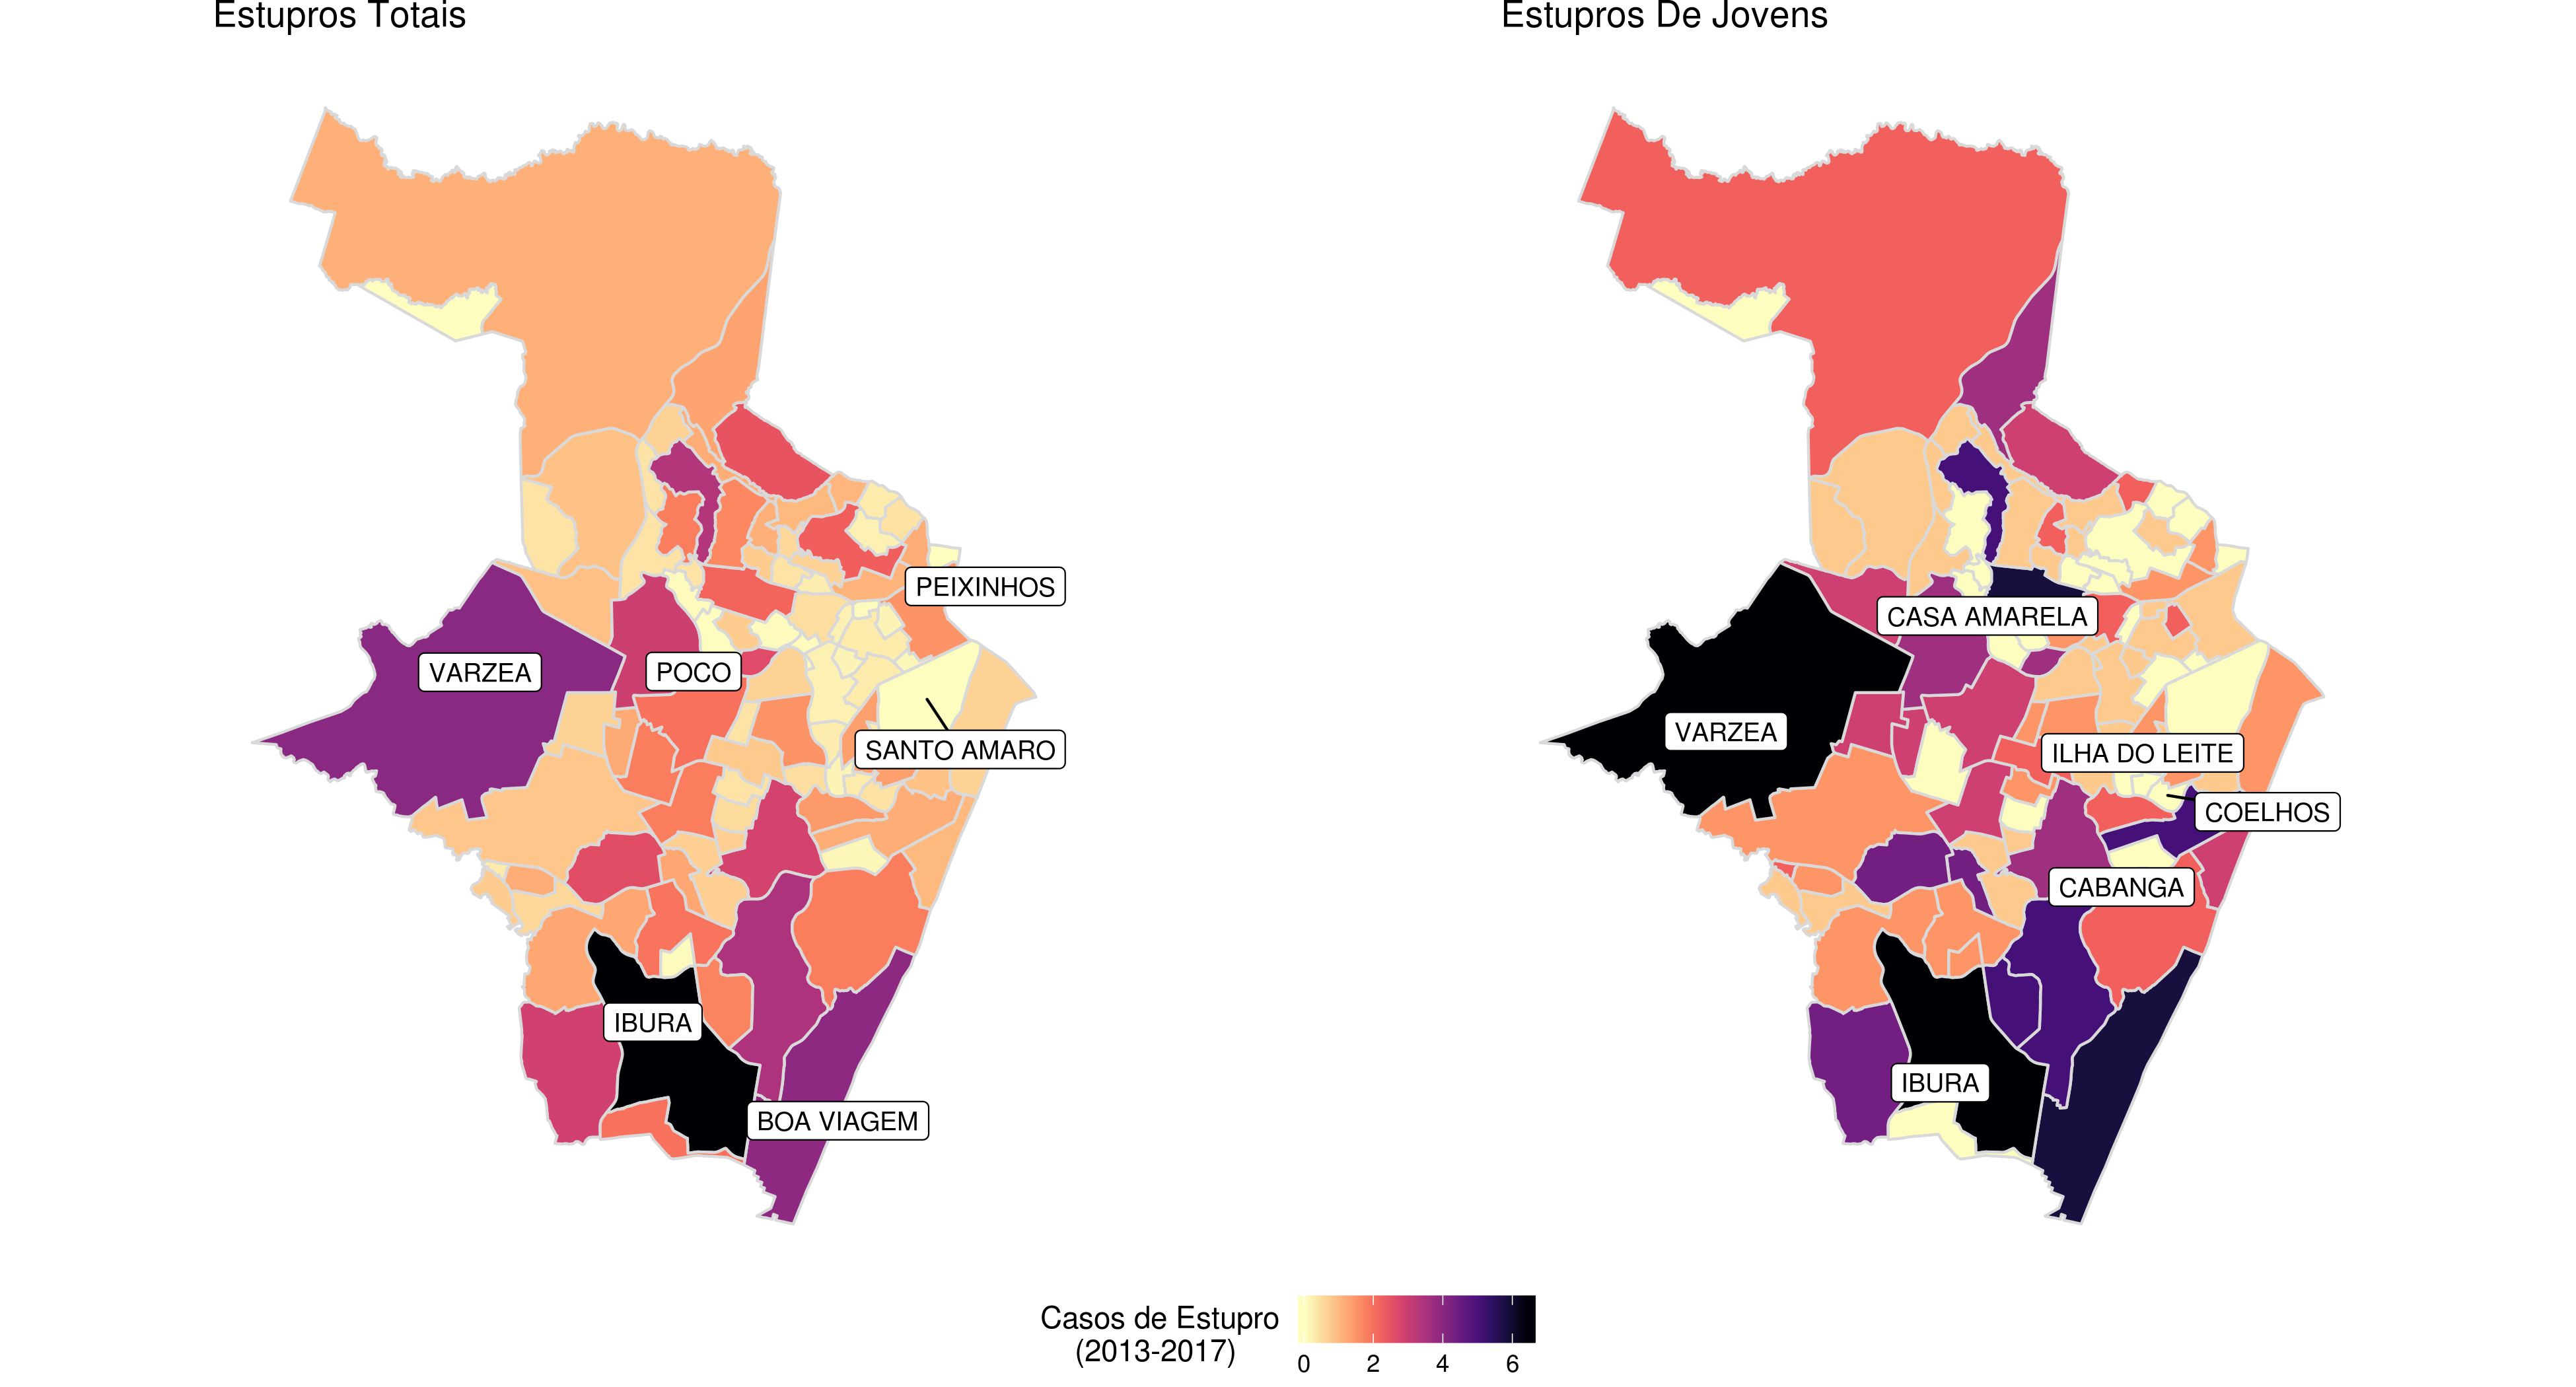 Estupros Totais
Estupros De Jovens
PEIXINHOS
VARZEA
POCO
SANTO AMARO
IBURA
BOA VIAGEM
CASA AMARELA
VARZEA
ILHA DO LEITE
COELHOS
CABANGA
IBURA
Casos de Estupro
(2013-2017)
0 2 4 6